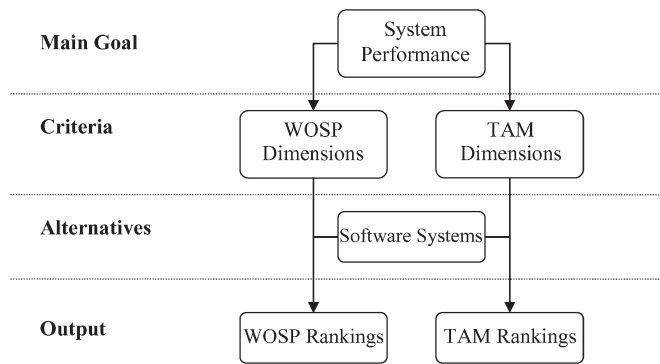 Main Goal
System
Performance
Criteria
WOSP
Dimensions
TAM
Dimensions
Alternatives
Software Systems
Output
WOSP Rankings
TAM Rankings